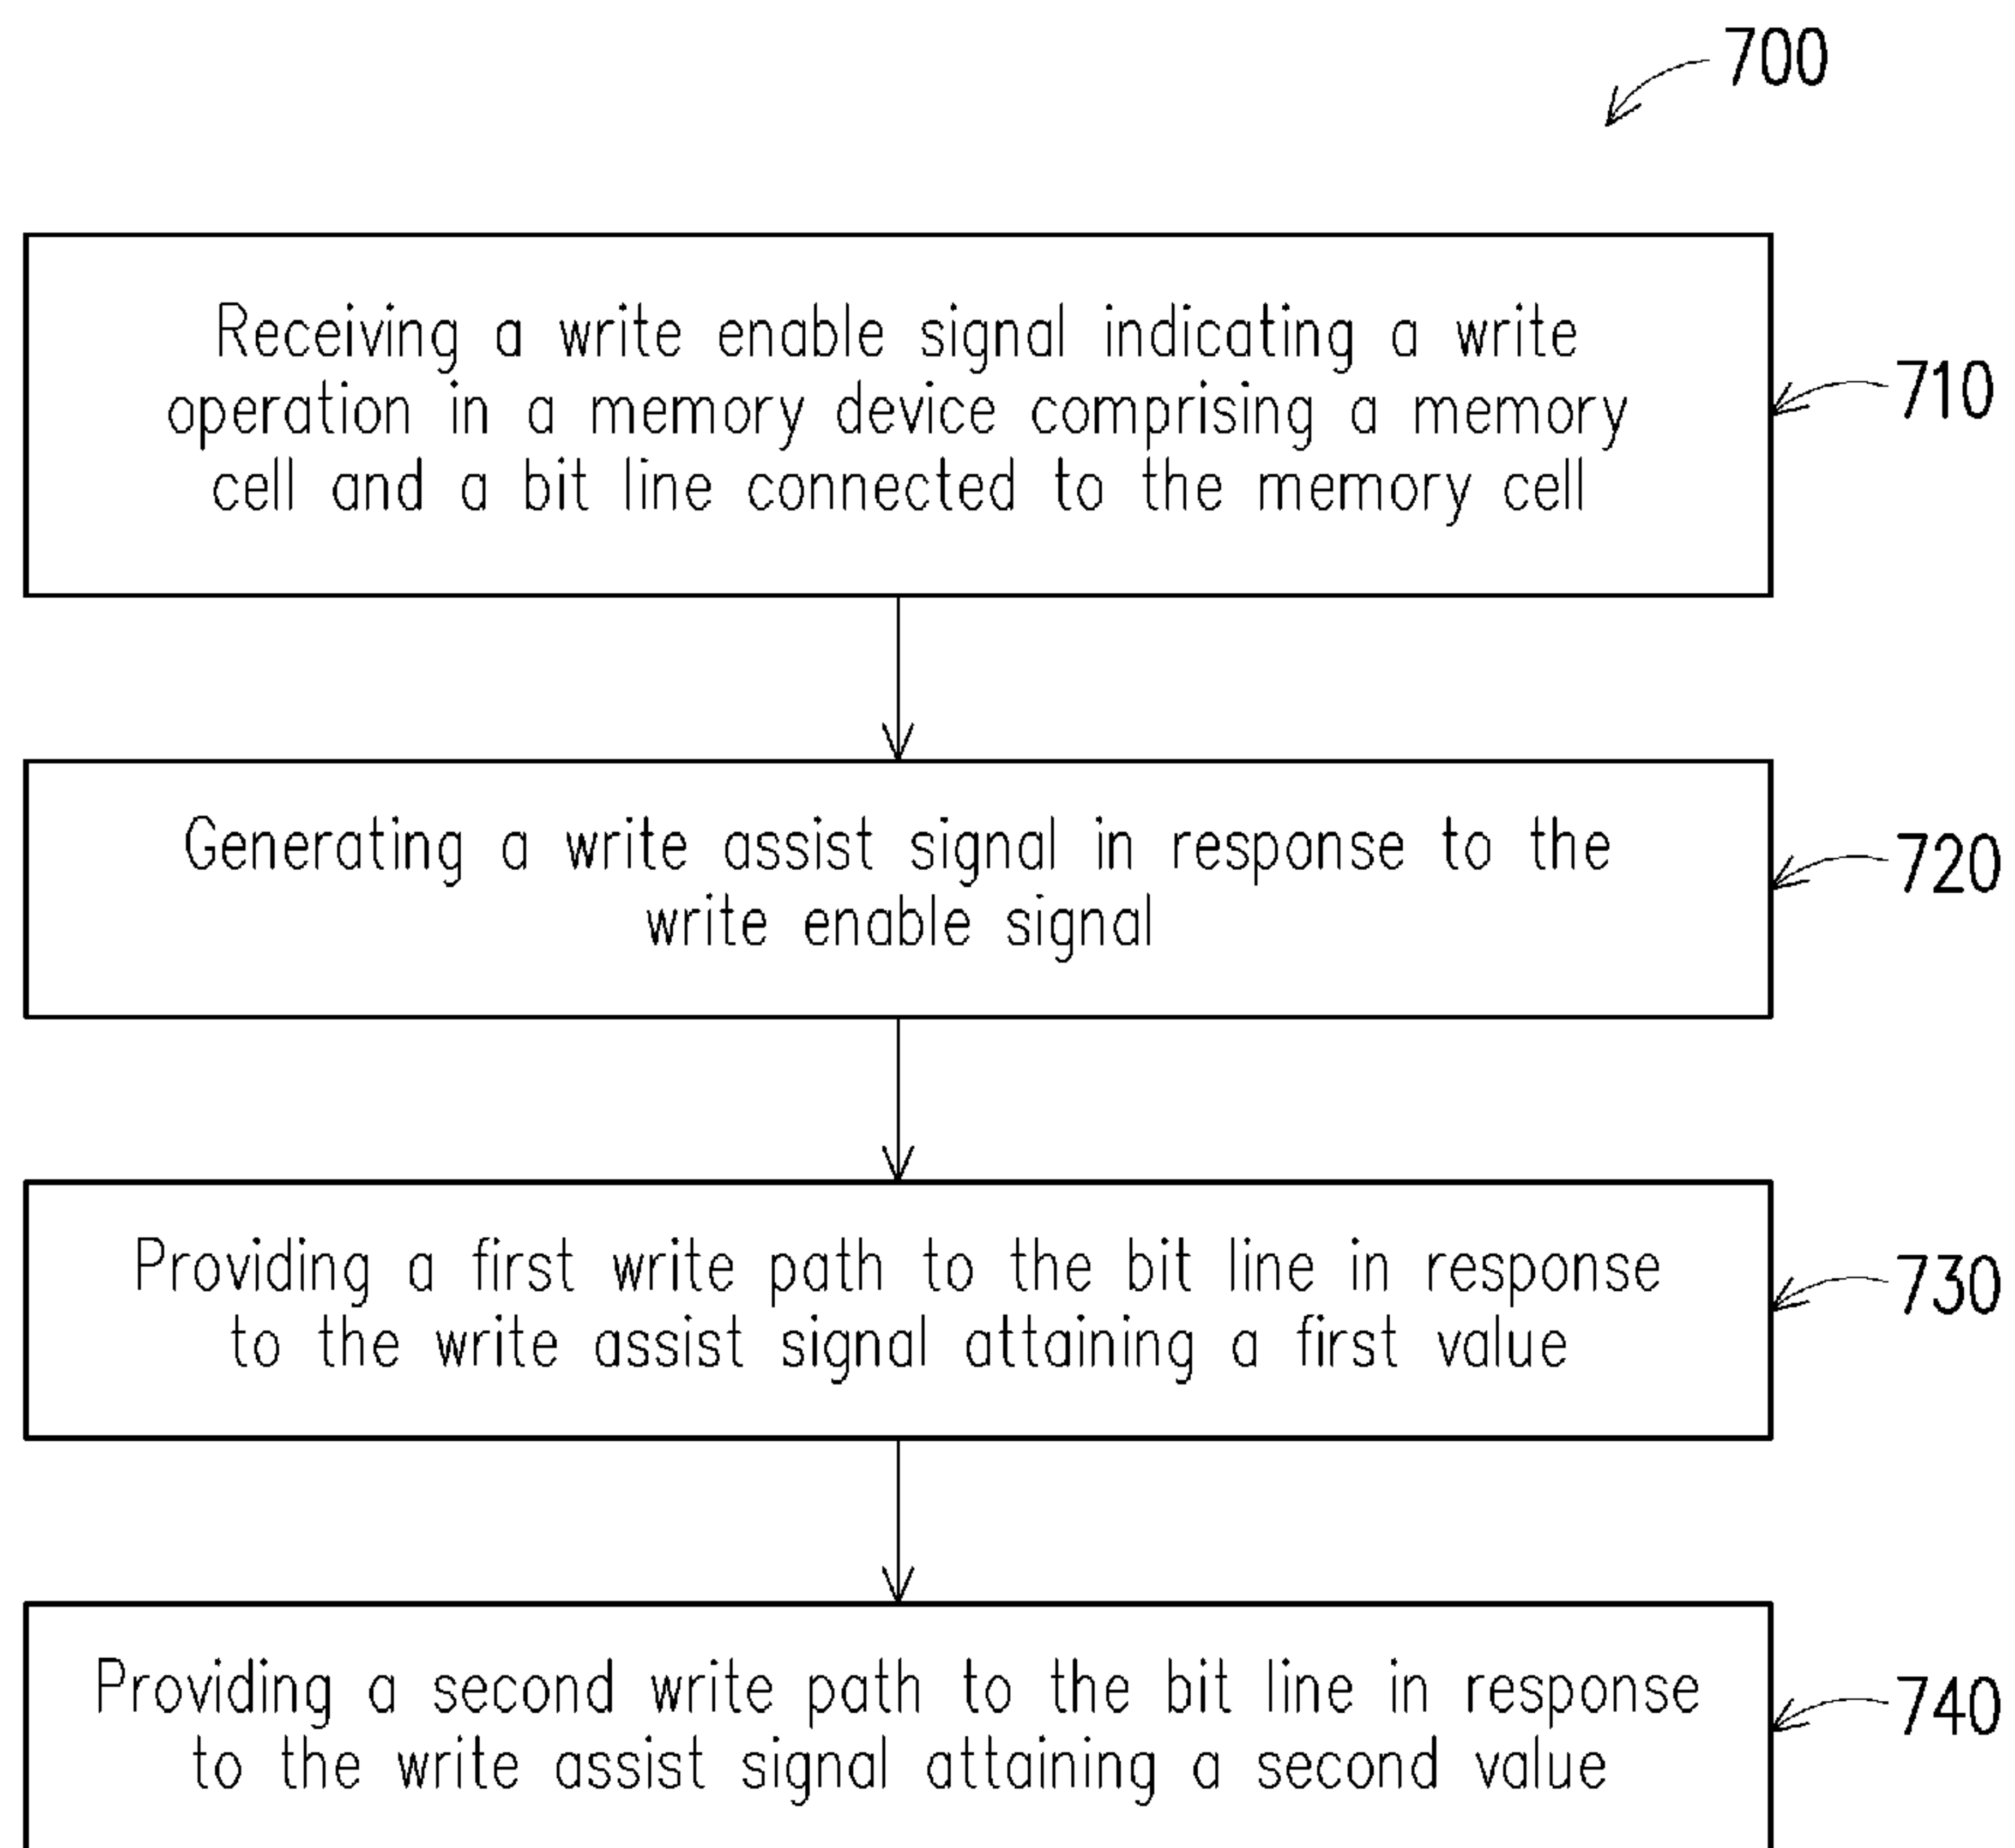 700
Receiving a write enable signal indicating a write
operation in a memory device comprising a memory
cell and a bit line connected to the memory cell
710
Generating a write assist signal in response to the
write enable signal
720
Providing a first write path to the bit line in response
to the write assist signal attaining a first value
730
Providing a second write path to the bit line in response
to the write assist signal attaining a second value
740